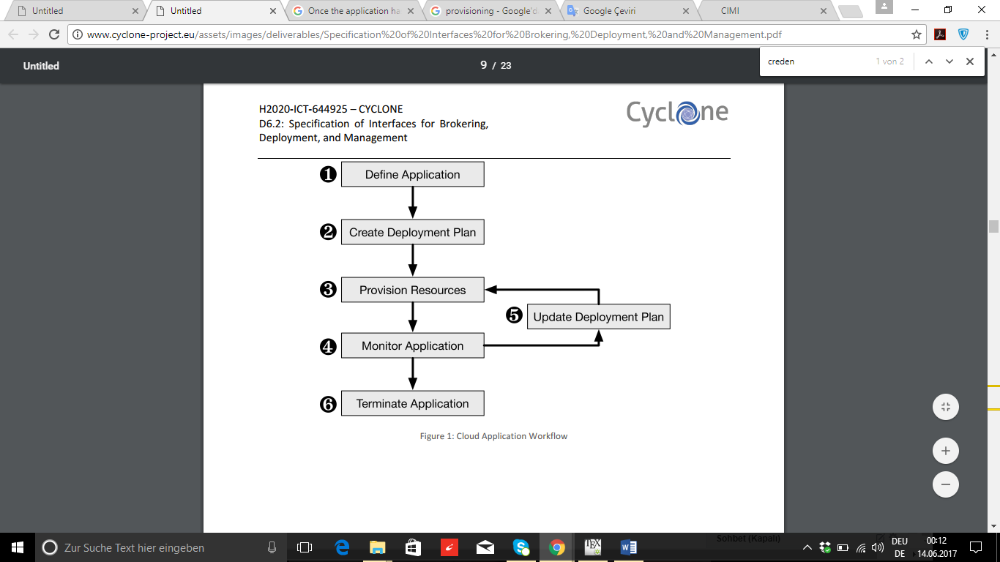 Untitled
Untitled
Once the application ha
provisioning - Google'd
Google Çeviri
CIMI
www.cyclone-project.eu/assets/images/deliverables/Specification%20of%20Interfaces%20for%20Brokering,%20Deployment,%20and%20Management.pdf
creden 1 von 2
Untitled 9 / 23
H2020-ICT-644925 – CYCLONE
D6.2: Specification of Interfaces for Brokering,
Deployment, and Management
Cyclone
❶ Define Application
❷ Create Deployment Plan
❸ Provision Resources
❺ Update Deployment Plan
❹ Monitor Application
❻ Terminate Application
Figure 1: Cloud Application Workflow
Sohbet (Kapalı)
Zur Suche Text hier eingeben
TEX
DEU
DE
00:12
14.06.2017